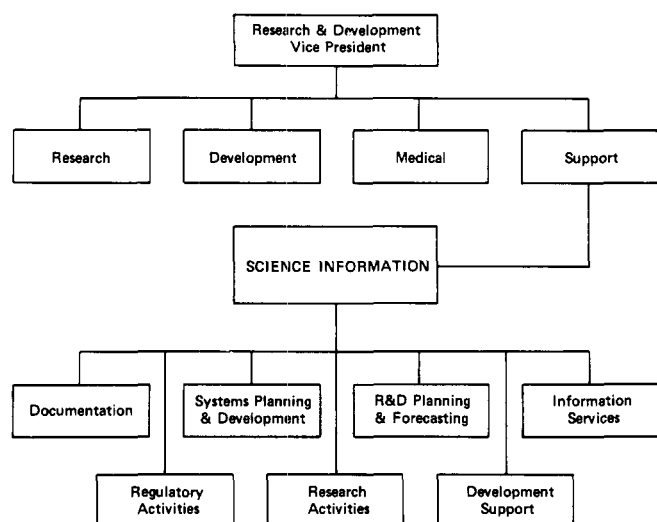 Research & Development
Vice President
Research
Development
Medical
Support
SCIENCE INFORMATION
Documentation
Systems Planning
& Development
R&D Planning
& Forecasting
Information
Services
Regulatory
Activities
Research
Activities
Development
Support